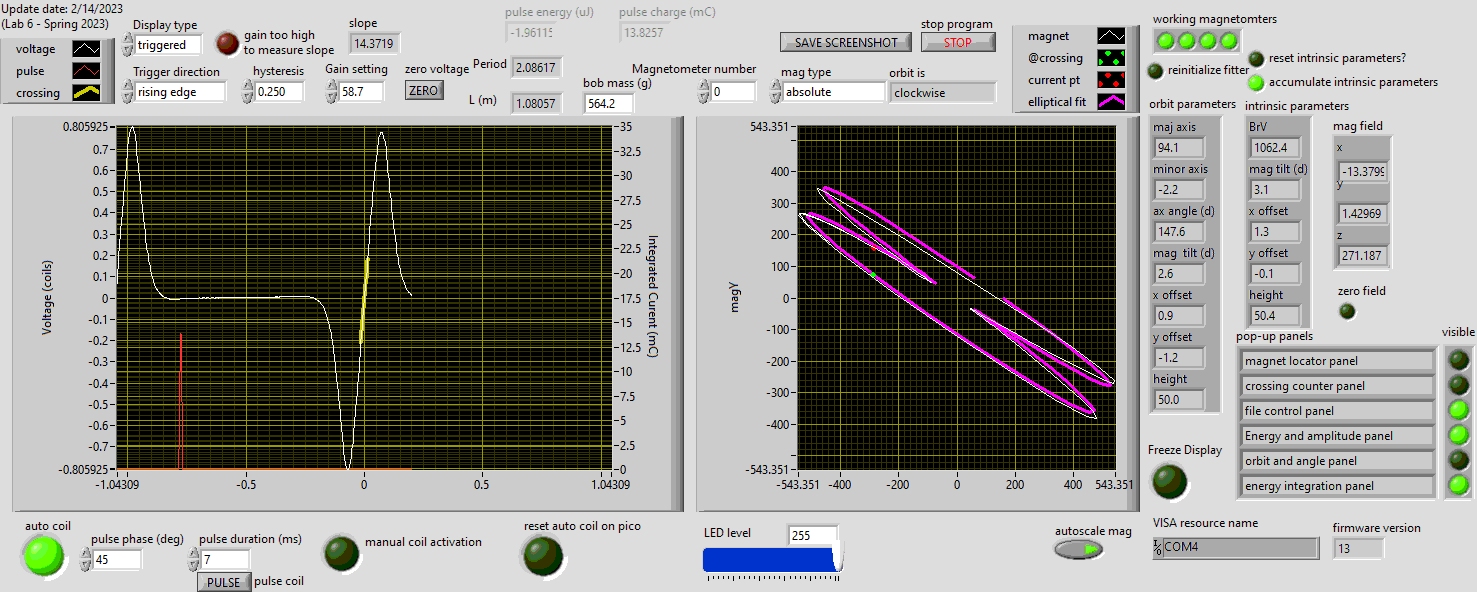 Update date: 2/14/2023
(Lab 6 - Spring 2023)
voltage
pulse
crossing
Display type
triggered
gain too high
to measure slope
slope
14.3719
Trigger direction
rising edge
hysteresis
0.250
Gain setting
58.7
zero voltage
ZERO
pulse energy (uJ)
-1.96115
pulse charge (mC)
13.8257
Period
2.08617
L (m)
1.08057
bob mass (g)
564.2
SAVE SCREENSHOT
stop program
STOP
Magnetometer number
0
mag type
absolute
orbit is
clockwise
magnet
@crossing
current pt
elliptical fit
working magnetomters
reinitialize fitter
reset intrinsic parameters?
accumulate intrinsic parameters
Voltage (coils)
0.805925
0.7
0.6
0.5
0.4
0.3
0.2
0.1
0
-0.1
-0.2
-0.3
-0.4
-0.5
-0.6
-0.7
-0.805925
-1.04309
-0.5
0
0.5
1.04309
35
32.5
30
27.5
25
22.5
20
17.5
15
12.5
10
7.5
5
2.5
0
Integrated Current (mC)
magY
543.351
400
300
200
100
0
-100
-200
-300
-400
-543.351
-543.351
-400
-200
0
200
400
543.351
orbit parameters
maj axis
94.1
minor axis
-2.2
ax angle (d)
147.6
mag tilt (d)
2.6
x offset
0.9
y offset
-1.2
height
50.0
intrinsic parameters
BrV
1062.4
mag tilt (d)
3.1
x offset
1.3
y offset
-0.1
height
50.4
mag field
x
-13.379
y
1.42969
z
271.187
zero field
pop-up panels
visible
magnet locator panel
crossing counter panel
file control panel
Energy and amplitude panel
orbit and angle panel
energy integration panel
Freeze Display
auto coil
pulse phase (deg)
45
pulse duration (ms)
7
PULSE
pulse coil
manual coil activation
reset auto coil on pico
LED level
255
autoscale mag
VISA resource name
COM4
firmware version
13